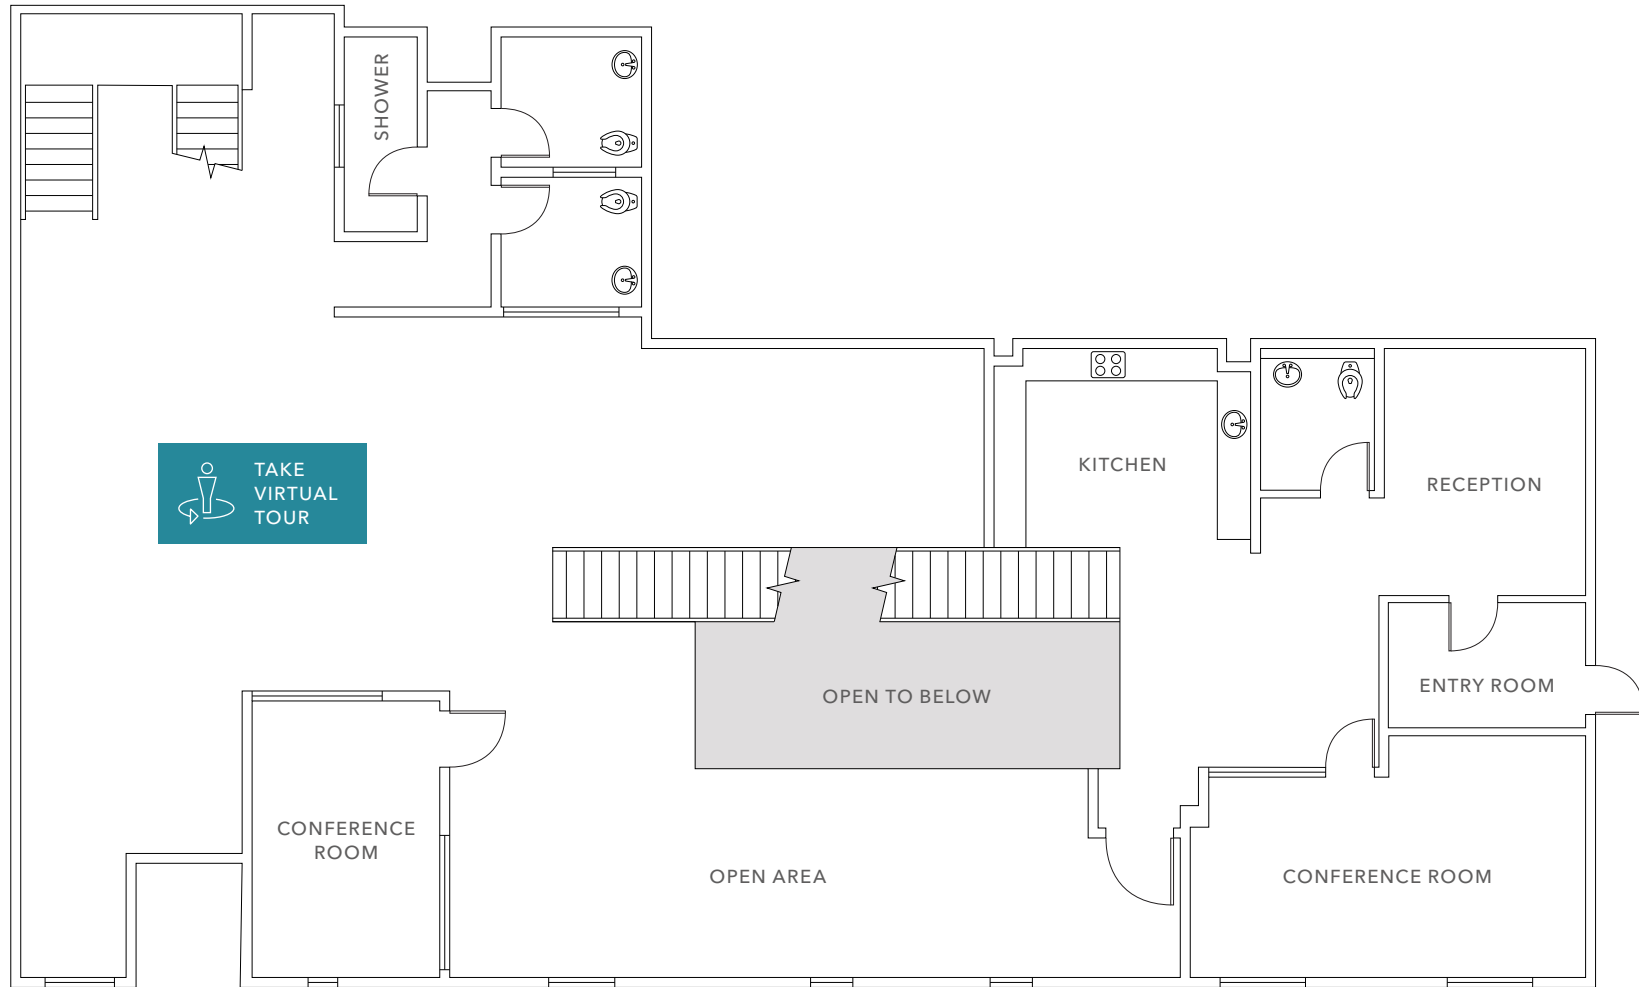 SHOWER
TAKE
VIRTUAL
TOUR
KITCHEN
RECEPTION
ENTRY ROOM
OPEN TO BELOW
CONFERENCE
ROOM
OPEN AREA
CONFERENCE ROOM